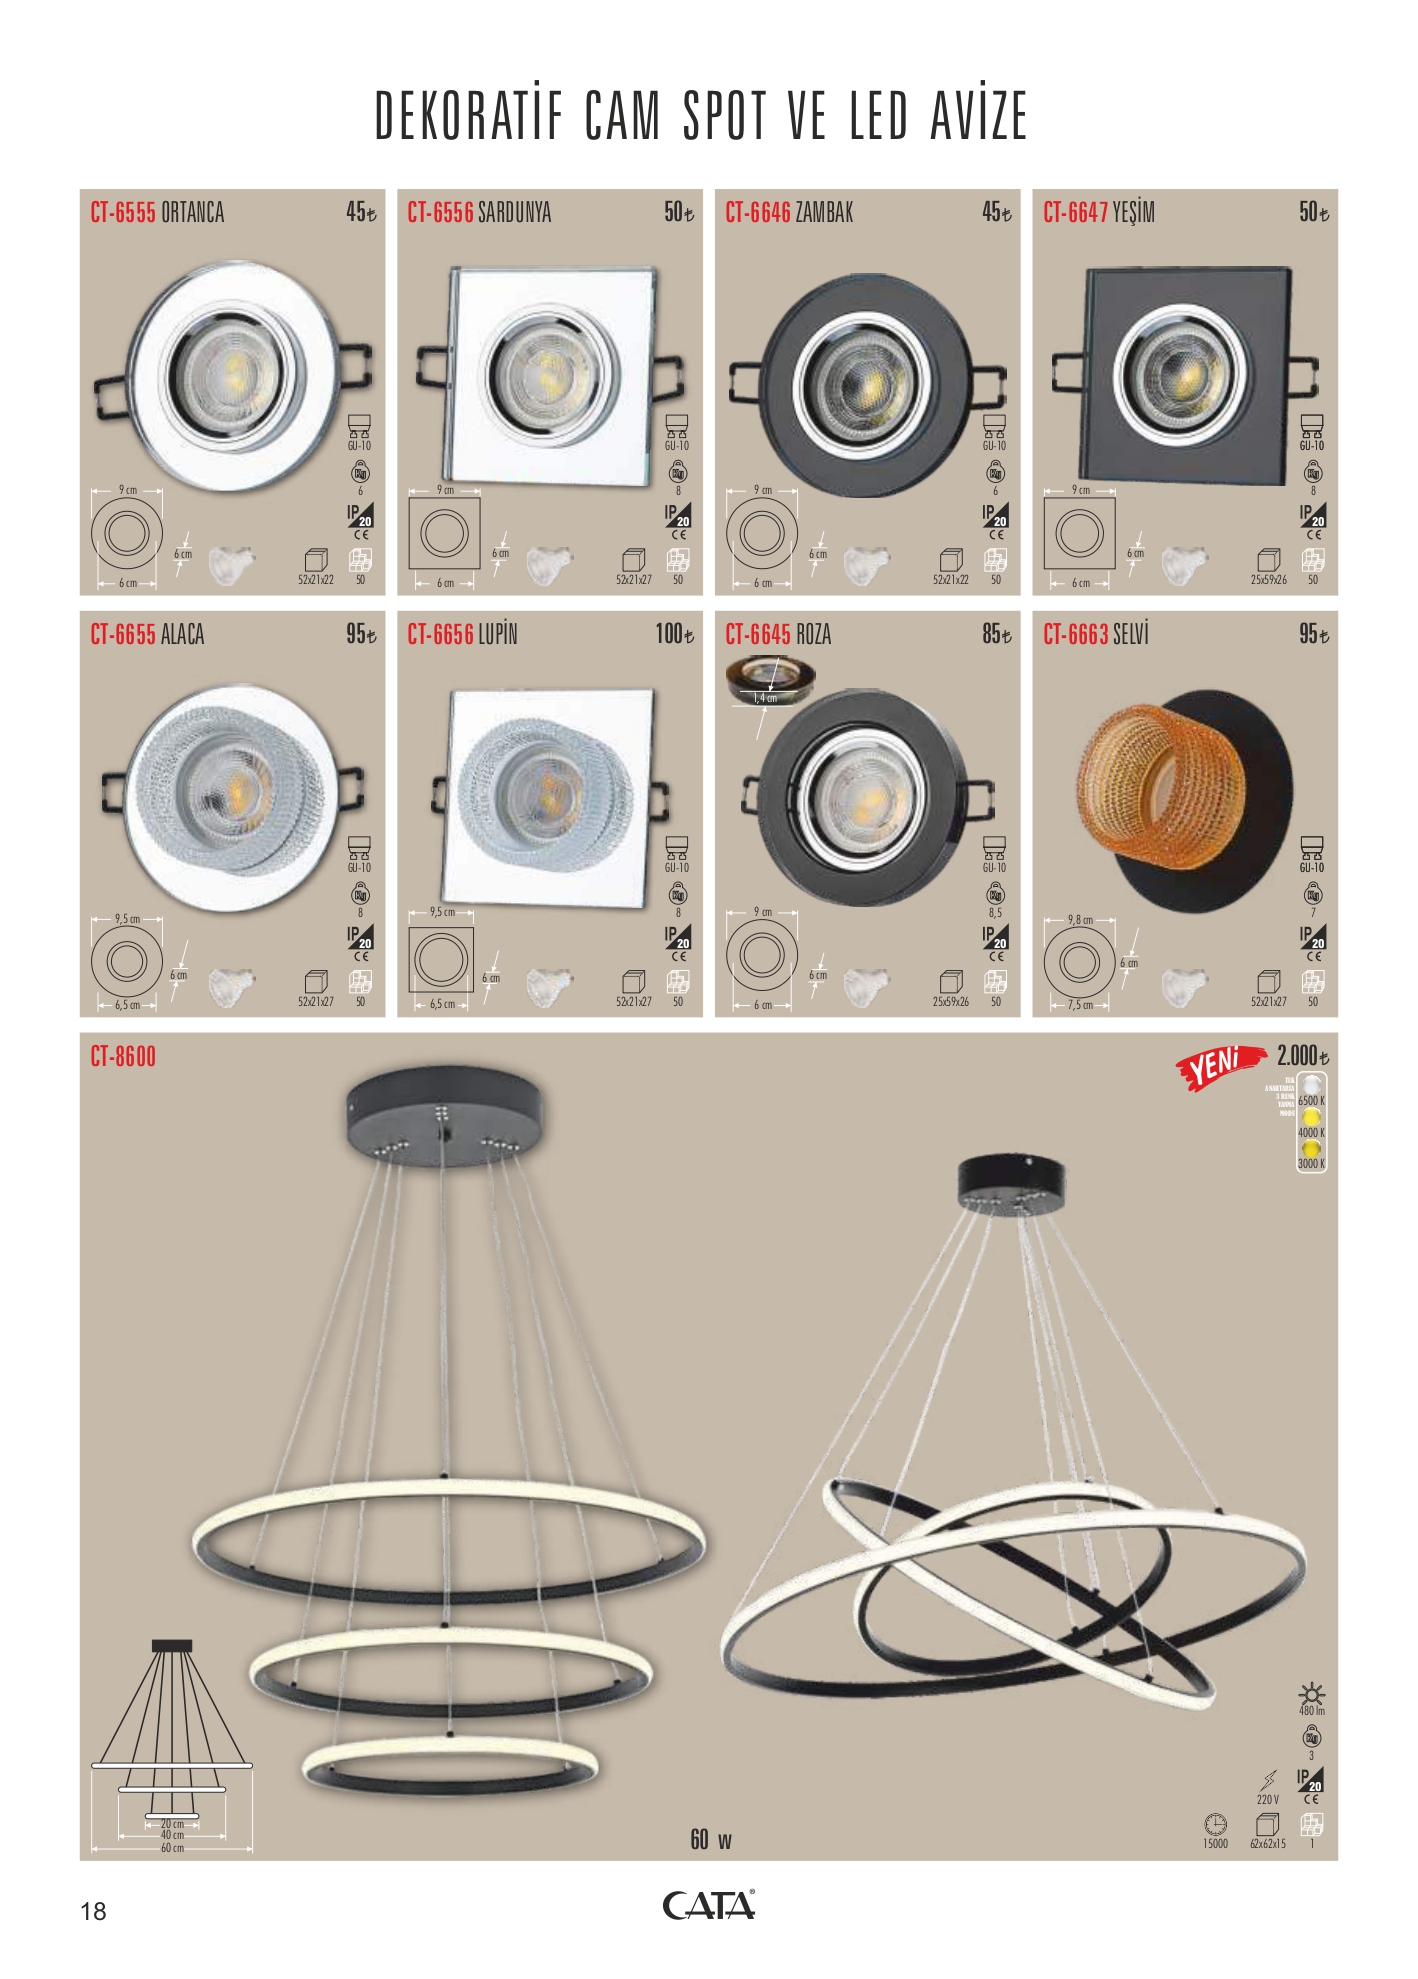 DEKORATİF CAM SPOT VE LED AVİZE
CT-6555 ORTANCA 45₺
GU-10
6
IP 20
CE
9 cm
6 cm
6 cm
52x21x22
50
CT-6556 SARDUNYA 50₺
GU-10
8
IP 20
CE
9 cm
6 cm
6 cm
52x21x27
50
CT-6646 ZAMBAK 45₺
GU-10
6
IP 20
CE
9 cm
6 cm
6 cm
52x21x22
50
CT-6647 YEŞİM 50₺
GU-10
8
IP 20
CE
9 cm
6 cm
6 cm
25x59x26
50
CT-6655 ALACA 95₺
GU-10
8
IP 20
CE
9,5 cm
6 cm
6,5 cm
52x21x27
50
CT-6656 LUPİN 100₺
GU-10
8
IP 20
CE
9,5 cm
6 cm
6,5 cm
52x21x27
50
CT-6645 ROZA 85₺
1,4 cm
GU-10
8,5
IP 20
CE
9 cm
6 cm
6 cm
25x59x26
50
CT-6663 SELVİ 95₺
GU-10
7
IP 20
CE
9,8 cm
6 cm
7,5 cm
52x21x27
50
CT-8600
YENİ 2.000₺
TEK
ANAHTARLA
3 RENK
YANMA
MODU
6500 K
4000 K
3000 K
480 lm
Kg
3
IP 20
CE
220 V
15000
62x62x15
1
20 cm
40 cm
60 cm
60 W
18
CATA®